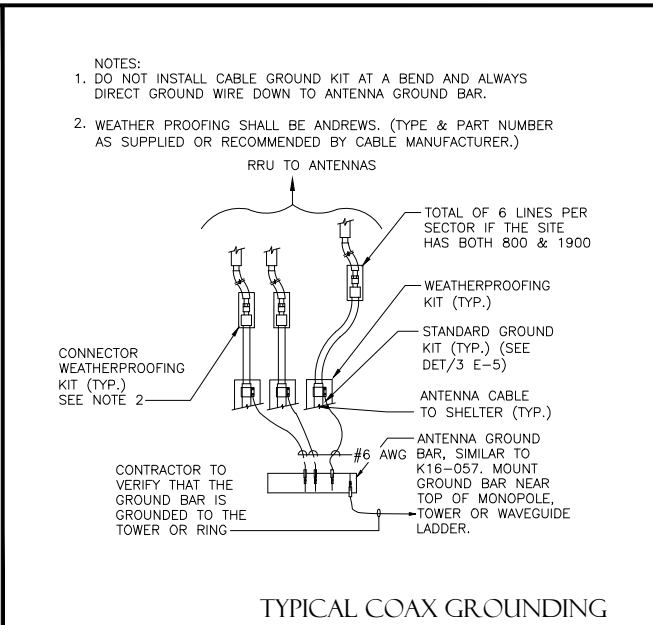 NOTES:
1. DO NOT INSTALL CABLE GROUND KIT AT A BEND AND ALWAYS
DIRECT GROUND WIRE DOWN TO ANTENNA GROUND BAR.
2. WEATHER PROOFING SHALL BE ANDREWS. (TYPE & PART NUMBER
AS SUPPLIED OR RECOMMENDED BY CABLE MANUFACTURER.)
RRU TO ANTENNAS
TOTAL OF 6 LINES PER
SECTOR IF THE SITE
HAS BOTH 800 & 1900
WEATHERPROOFING
KIT (TYP.)
STANDARD GROUND
KIT (TYP.) (SEE
DET/3 E-5)
CONNECTOR
WEATHERPROOFING
KIT (TYP.)
SEE NOTE 2
ANTENNA CABLE
TO SHELTER (TYP.)
#6 AWG
ANTENNA GROUND
BAR, SIMILAR TO
K16-057. MOUNT
GROUND BAR NEAR
TOP OF MONOPOLE,
TOWER OR WAVEGUIDE
LADDER.
CONTRACTOR TO
VERIFY THAT THE
GROUND BAR IS
GROUNDED TO THE
TOWER OR RING
TYPICAL COAX GROUNDING